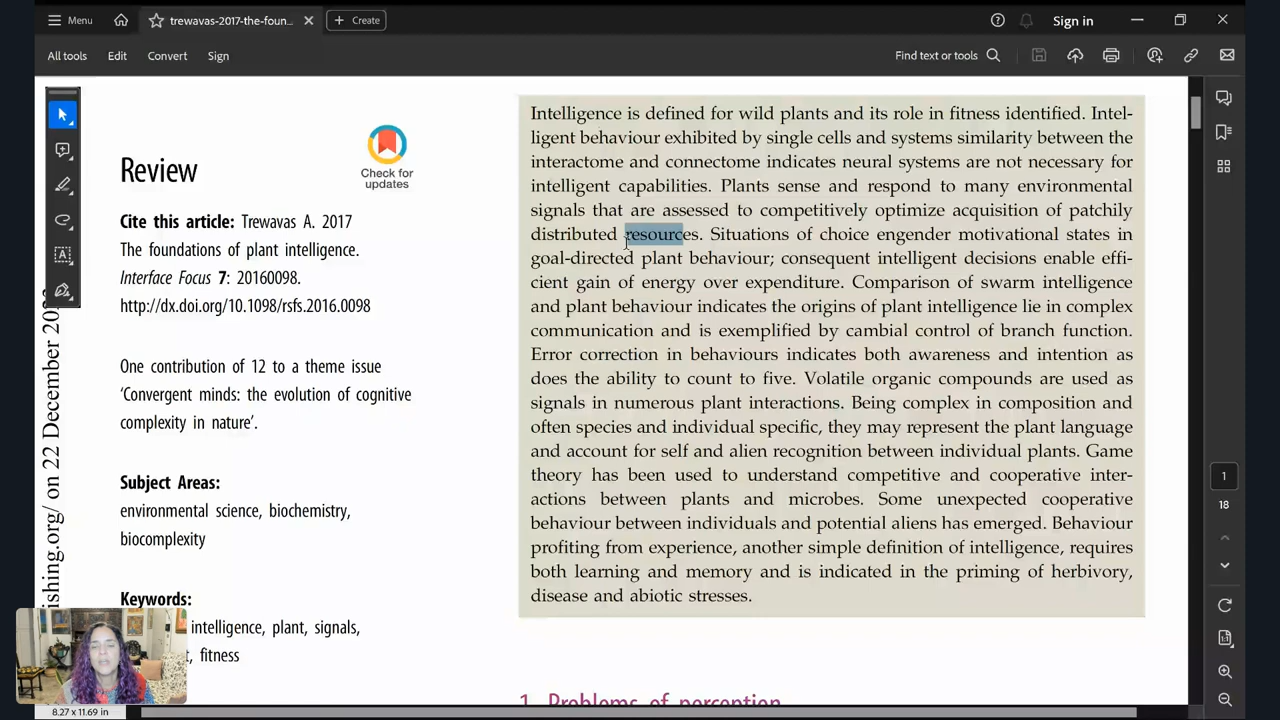 Menu
trewavas-2017-the-foun...
Create
Sign in
All tools
Edit
Convert
Sign
Find text or tools
Review
Check for
updates
Cite this article: Trewavas A. 2017
The foundations of plant intelligence.
Interface Focus 7: 20160098.
http://dx.doi.org/10.1098/rsfs.2016.0098
One contribution of 12 to a theme issue
‘Convergent minds: the evolution of cognitive
complexity in nature’.
Subject Areas:
environmental science, biochemistry,
biocomplexity
Keywords:
intelligence, plant, signals,
fitness
Intelligence is defined for wild plants and its role in fitness identified. Intel-
ligent behaviour exhibited by single cells and systems similarity between the
interactome and connectome indicates neural systems are not necessary for
intelligent capabilities. Plants sense and respond to many environmental
signals that are assessed to competitively optimize acquisition of patchily
distributed resources. Situations of choice engender motivational states in
goal-directed plant behaviour; consequent intelligent decisions enable effi-
cient gain of energy over expenditure. Comparison of swarm intelligence
and plant behaviour indicates the origins of plant intelligence lie in complex
communication and is exemplified by cambial control of branch function.
Error correction in behaviours indicates both awareness and intention as
does the ability to count to five. Volatile organic compounds are used as
signals in numerous plant interactions. Being complex in composition and
often species and individual specific, they may represent the plant language
and account for self and alien recognition between individual plants. Game
theory has been used to understand competitive and cooperative inter-
actions between plants and microbes. Some unexpected cooperative
behaviour between individuals and potential aliens has emerged. Behaviour
profiting from experience, another simple definition of intelligence, requires
both learning and memory and is indicated in the priming of herbivory,
disease and abiotic stresses.
1. Problems of perception
ishing.org/ on 22 December 20
1
18
8.27 x 11.69 in